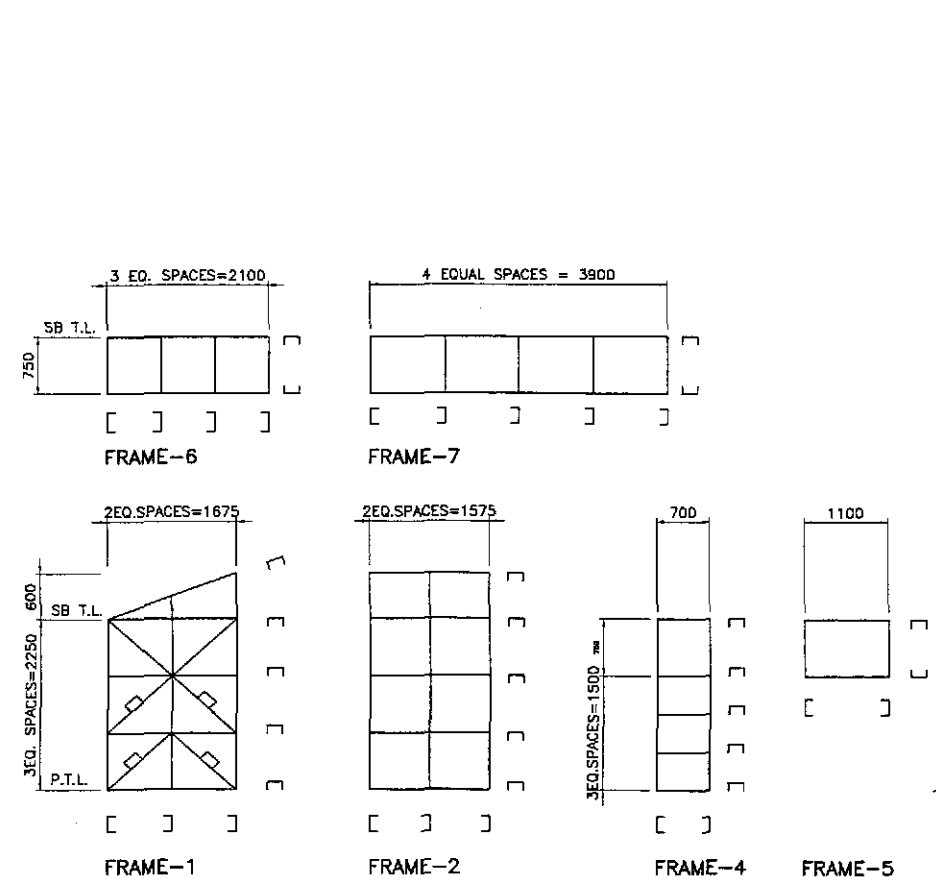 3 EQ. SPACES=2100
4 EQUAL SPACES = 3900
SB T.L.
750
FRAME-6
FRAME-7
2EQ.SPACES=1675
2EQ.SPACES=1575
700
1100
600
SB T.L.
3EQ. SPACES=2250
P.T.L.
3EQ.SPACES=1500
FRAME-1
FRAME-2
FRAME-4
FRAME-5